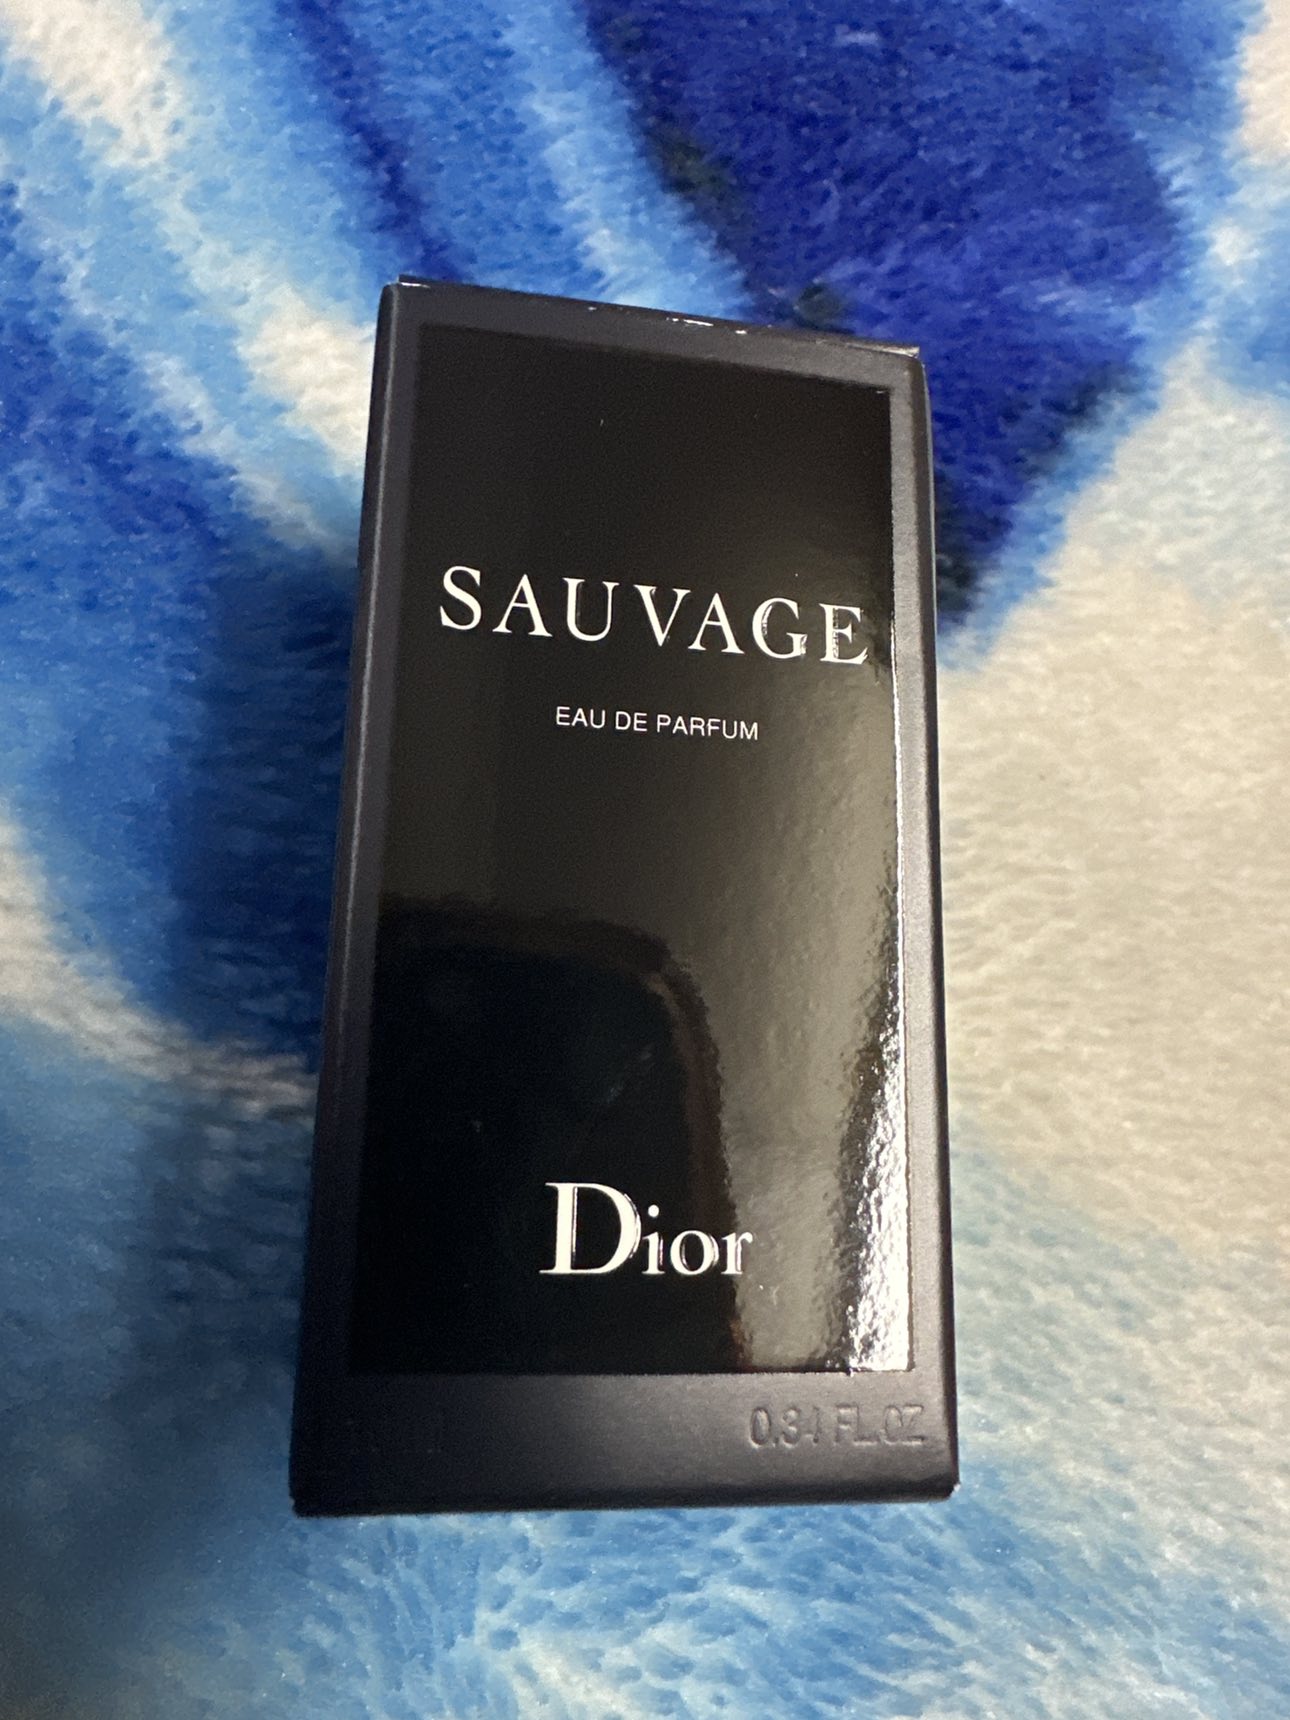 SAUVAGE
EAU DE PARFUM
Dior
0.34 FL.OZ